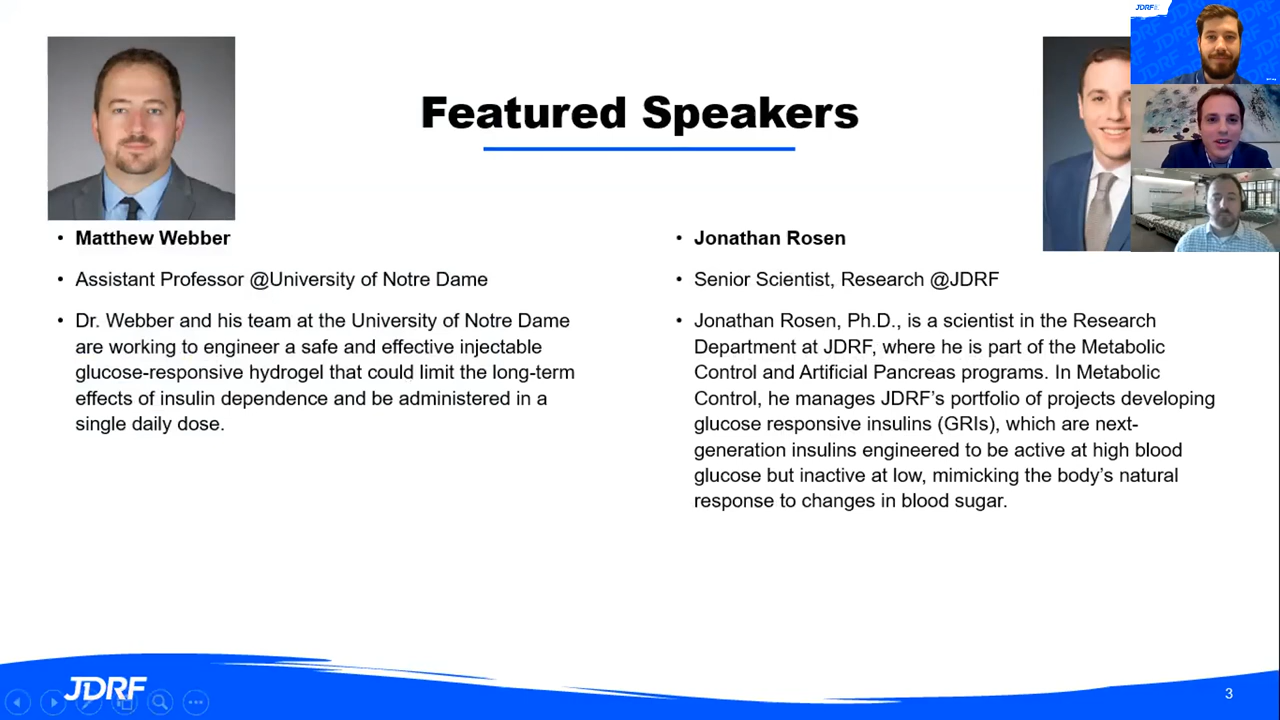 Featured Speakers
• Matthew Webber
• Assistant Professor @University of Notre Dame
• Dr. Webber and his team at the University of Notre Dame
are working to engineer a safe and effective injectable
glucose-responsive hydrogel that could limit the long-term
effects of insulin dependence and be administered in a
single daily dose.
• Jonathan Rosen
• Senior Scientist, Research @JDRF
• Jonathan Rosen, Ph.D., is a scientist in the Research
Department at JDRF, where he is part of the Metabolic
Control and Artificial Pancreas programs. In Metabolic
Control, he manages JDRF’s portfolio of projects developing
glucose responsive insulins (GRIs), which are next-
generation insulins engineered to be active at high blood
glucose but inactive at low, mimicking the body’s natural
response to changes in blood sugar.
JDRF
JDRF
JDRF
3